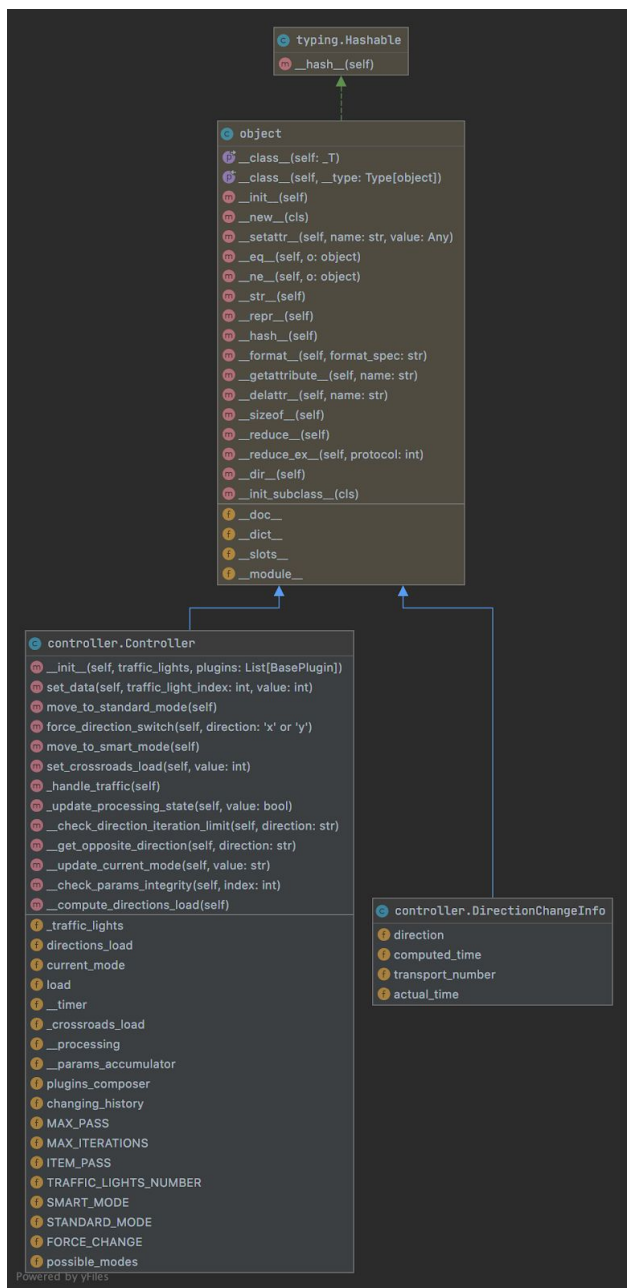 typing.Hashable
__hash__(self)
object
__class__(self: _T)
__class__(self, __type: Type[object])
__init__(self)
__new__(cls)
__setattr__(self, name: str, value: Any)
__eq__(self, o: object)
__ne__(self, o: object)
__str__(self)
__repr__(self)
__hash__(self)
__format__(self, format_spec: str)
__getattribute__(self, name: str)
__delattr__(self, name: str)
__sizeof__(self)
__reduce__(self)
__reduce_ex__(self, protocol: int)
__dir__(self)
__init_subclass__(cls)
__doc__
__dict__
__slots__
__module__
controller.Controller
__init__(self, traffic_lights, plugins: List[BasePlugin])
set_data(self, traffic_light_index: int, value: int)
move_to_standard_mode(self)
force_direction_switch(self, direction: 'x' or 'y')
move_to_smart_mode(self)
set_crossroads_load(self, value: int)
_handle_traffic(self)
_update_processing_state(self, value: bool)
__check_direction_iteration_limit(self, direction: str)
__get_opposite_direction(self, direction: str)
__update_current_mode(self, value: str)
__check_params_integrity(self, index: int)
__compute_directions_load(self)
_traffic_lights
directions_load
current_mode
load
__timer
_crossroads_load
__processing
__params_accumulator
plugins_composer
changing_history
MAX_PASS
MAX_ITERATIONS
ITEM_PASS
TRAFFIC_LIGHTS_NUMBER
SMART_MODE
STANDARD_MODE
FORCE_CHANGE
possible_modes
controller.DirectionChangeInfo
direction
computed_time
transport_number
actual_time
Powered by yFiles